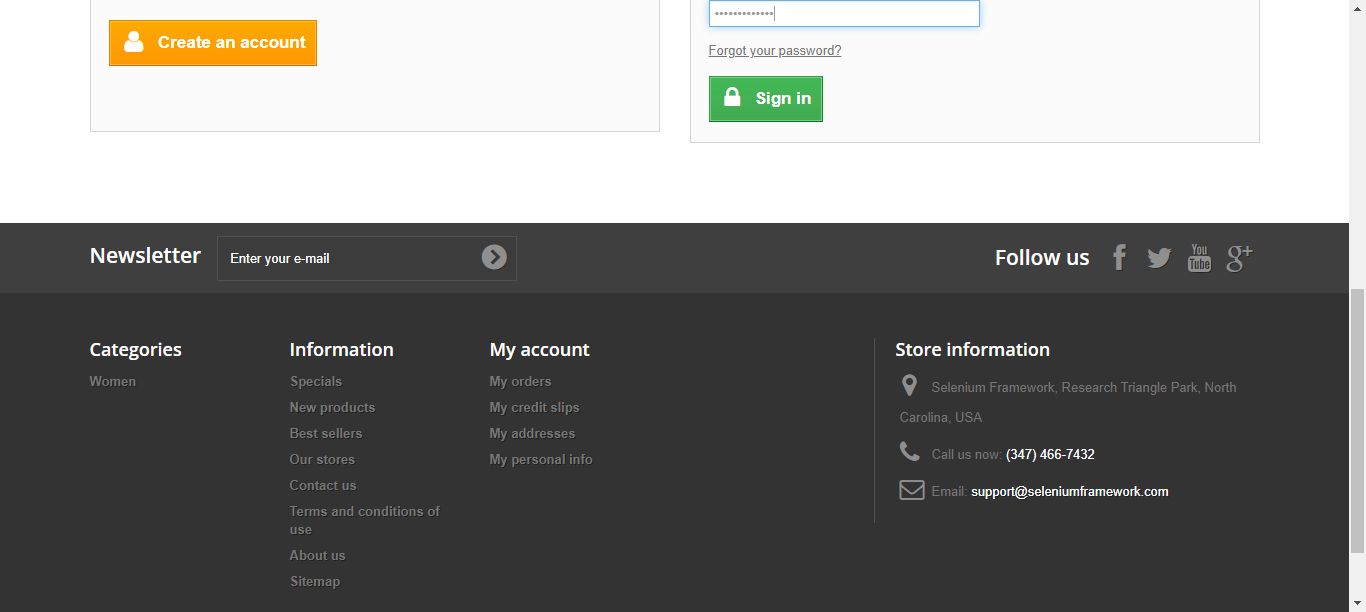 •••••••••••••
Create an account
Forgot your password?
Sign in
Newsletter
Enter your e-mail
Follow us
You
Tube
g+
Categories
Women
Information
Specials
New products
Best sellers
Our stores
Contact us
Terms and conditions of
use
About us
Sitemap
My account
My orders
My credit slips
My addresses
My personal info
Store information
Selenium Framework, Research Triangle Park, North
Carolina, USA
Call us now: (347) 466-7432
Email: support@seleniumframework.com